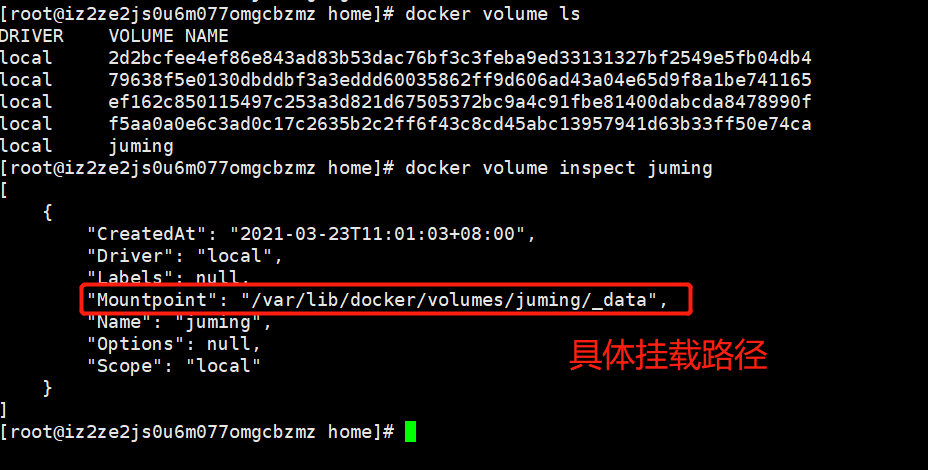 [root@iz2ze2js0u6m077omgcbzmz home]# docker volume ls
DRIVER    VOLUME NAME
local     2d2bcfee4ef86e843ad83b53dac76bf3c3feba9ed33131327bf2549e5fb04db4
local     79638f5e0130dbddbf3a3eddd60035862ff9d606ad43a04e65d9f8a1be741165
local     ef162c850115497c253a3d821d67505372bc9a4c91fbe81400dabcda8478990f
local     f5aa0a0e6c3ad0c17c2635b2c2ff6f43c8cd45abc13957941d63b33ff50e74ca
local     juming
[root@iz2ze2js0u6m077omgcbzmz home]# docker volume inspect juming
[
    {
        "CreatedAt": "2021-03-23T11:01:03+08:00",
        "Driver": "local",
        "Labels": null,
        "Mountpoint": "/var/lib/docker/volumes/juming/_data",
        "Name": "juming",
        "Options": null,
        "Scope": "local"
具体挂载路径
    }
]
[root@iz2ze2js0u6m077omgcbzmz home]#